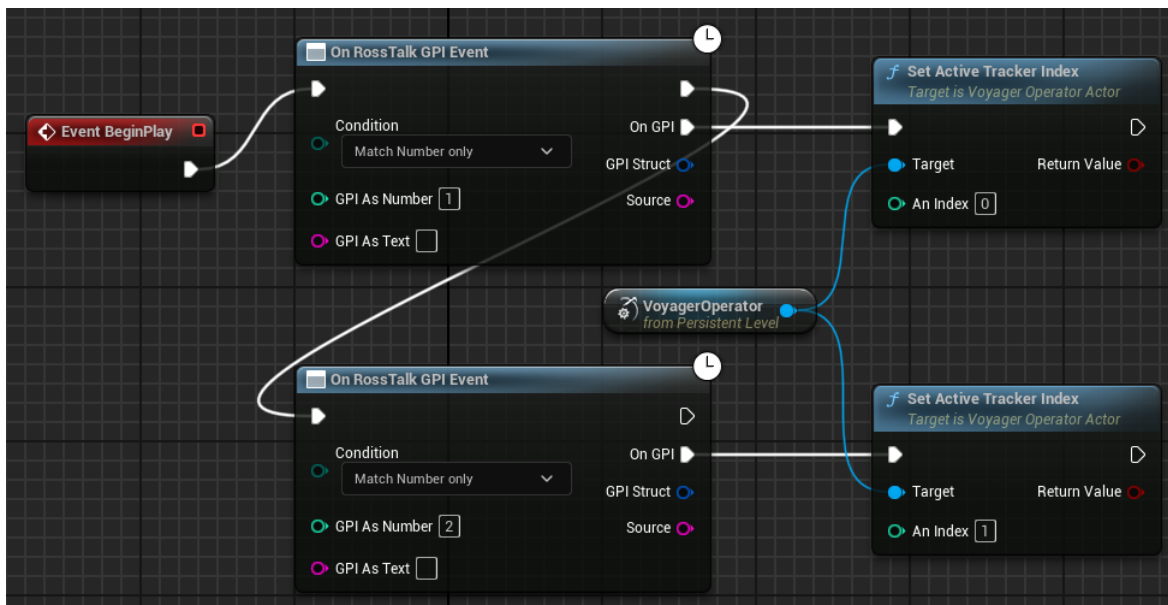 Event BeginPlay
On RossTalk GPI Event
Condition
Match Number only
GPI As Number 1
GPI As Text
On GPI
GPI Struct
Source
Set Active Tracker Index
Target is Voyager Operator Actor
Target
Return Value
An Index 0
VoyagerOperator
from Persistent Level
On RossTalk GPI Event
Condition
Match Number only
GPI As Number 2
GPI As Text
On GPI
GPI Struct
Source
Set Active Tracker Index
Target is Voyager Operator Actor
Target
Return Value
An Index 1